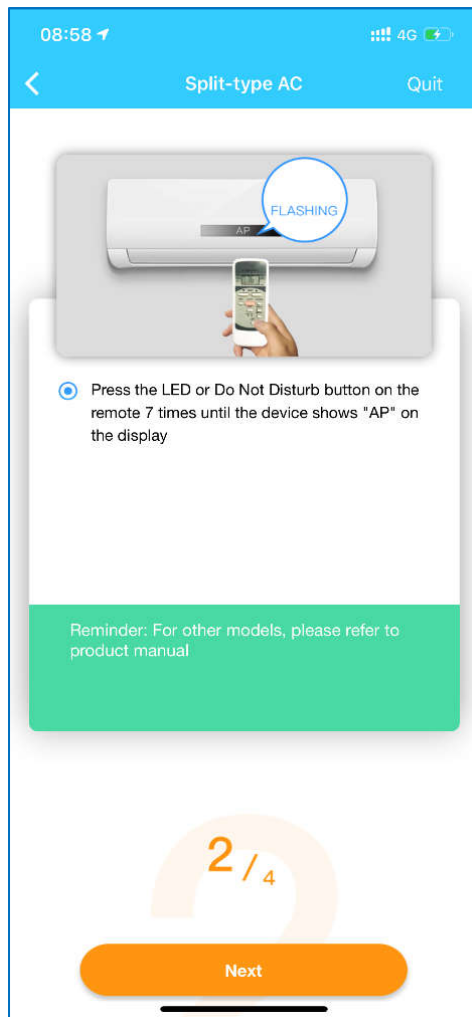 08:58
4G
Split-type AC
Quit
FLASHING
AP
Press the LED or Do Not Disturb button on the
remote 7 times until the device shows "AP" on
the display
Reminder: For other models, please refer to
product manual
2/4
Next